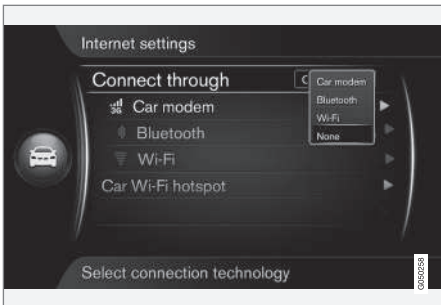 Internet settings
Connect through
Car modem
Bluetooth
Wi-Fi
None
3G Car modem
Bluetooth
Wi-Fi
Car Wi-Fi hotspot
Select connection technology
G050258